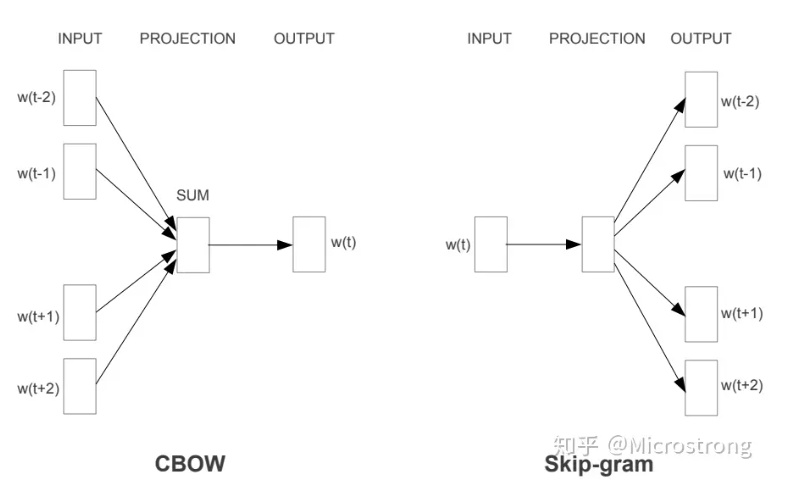 INPUT PROJECTION OUTPUT
w(t-2)
w(t-1)
SUM
w(t)
w(t+1)
w(t+2)
CBOW
INPUT PROJECTION OUTPUT
w(t-2)
w(t-1)
w(t)
w(t+1)
w(t+2)
Skip-gram
知乎 @Microstrong